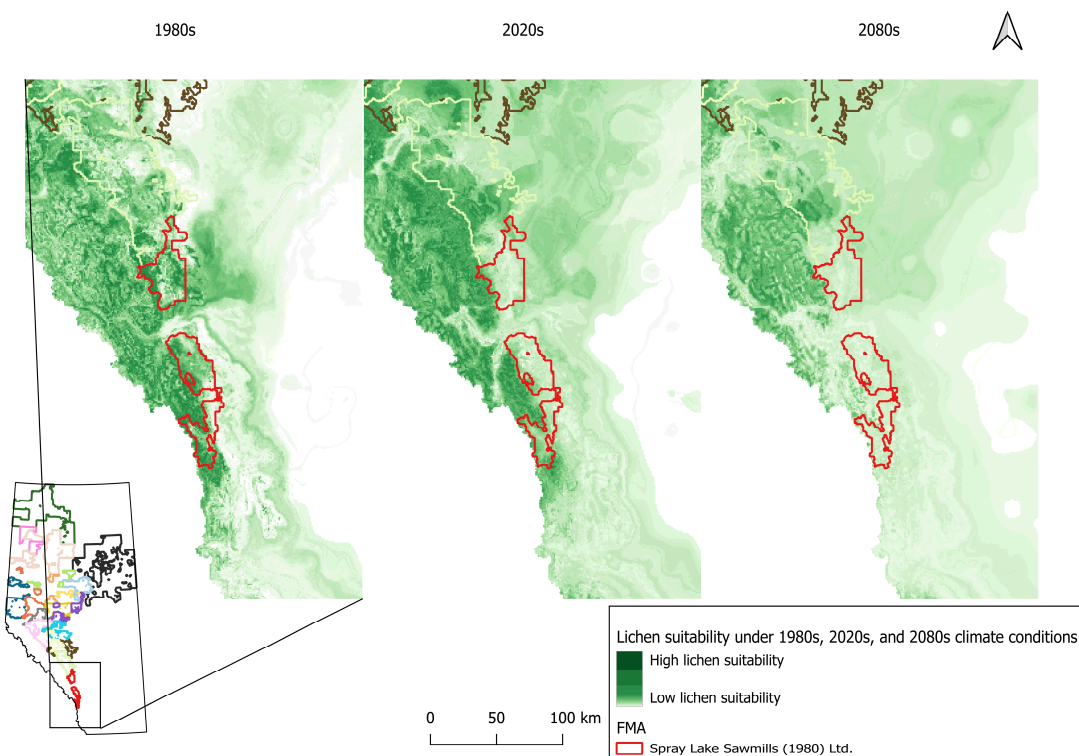 1980s
2020s
2080s
Lichen suitability under 1980s, 2020s, and 2080s climate conditions
High lichen suitability
Low lichen suitability
0 50 100 km
FMA
Spray Lake Sawmills (1980) Ltd.